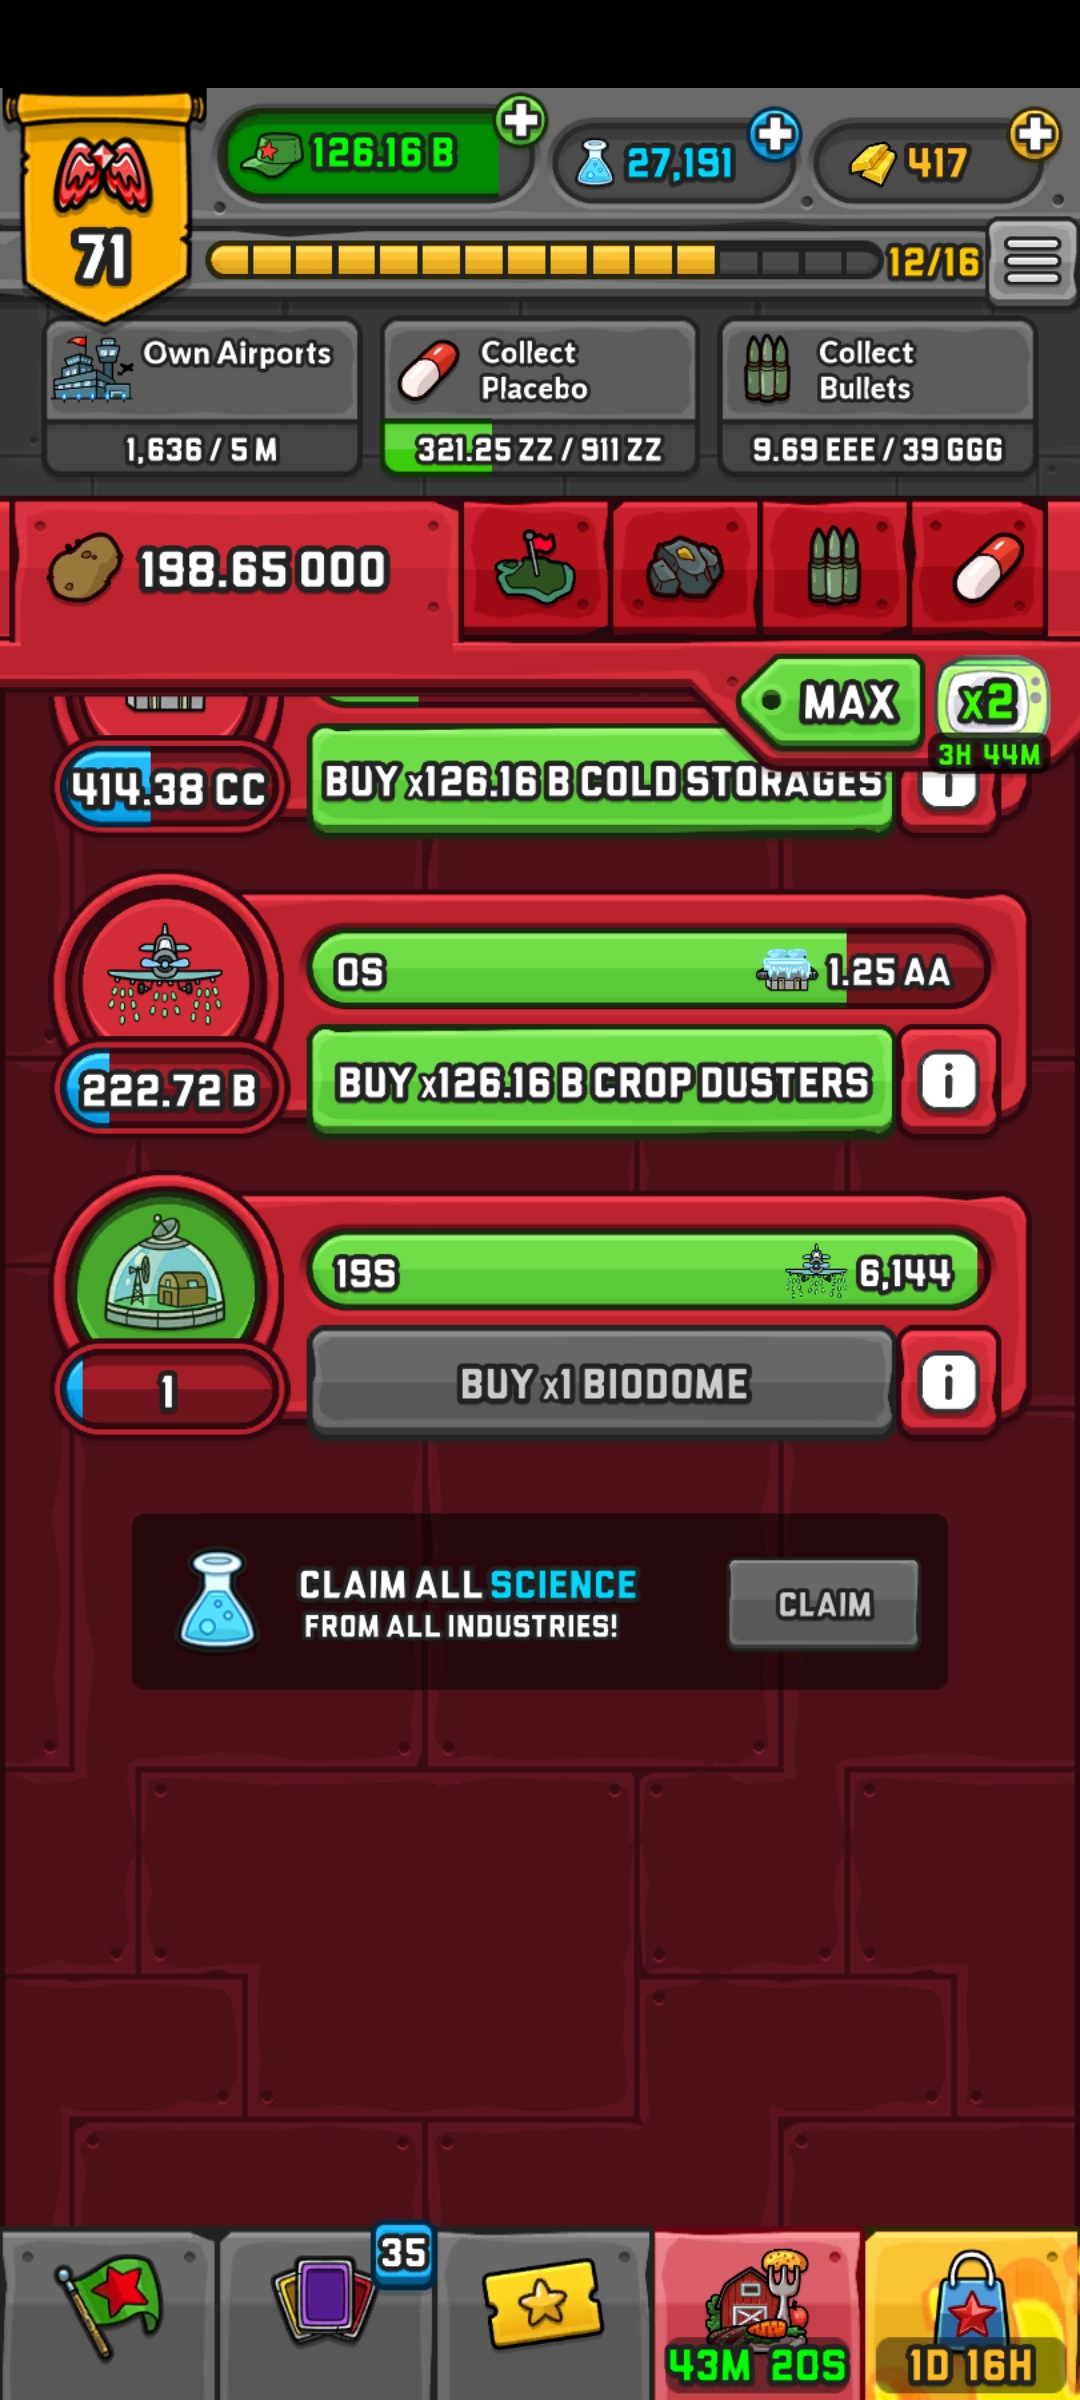 126.16 B
27,191
417
71
12/16
Own Airports
Collect
Placebo
Collect
Bullets
1,636 / 5 M
321.25 ZZ / 911 ZZ
9.69 EEE / 39 GGG
198.65 000
MAX
x2
3H 44M
414.38 CC
BUY x126.16 B COLD STORAGES
i
0S
1.25 AA
222.72 B
BUY x126.16 B CROP DUSTERS
i
19S
6,144
1
BUY x1 BIODOME
i
CLAIM ALL SCIENCE
FROM ALL INDUSTRIES!
CLAIM
35
43M 20S
1D 16H